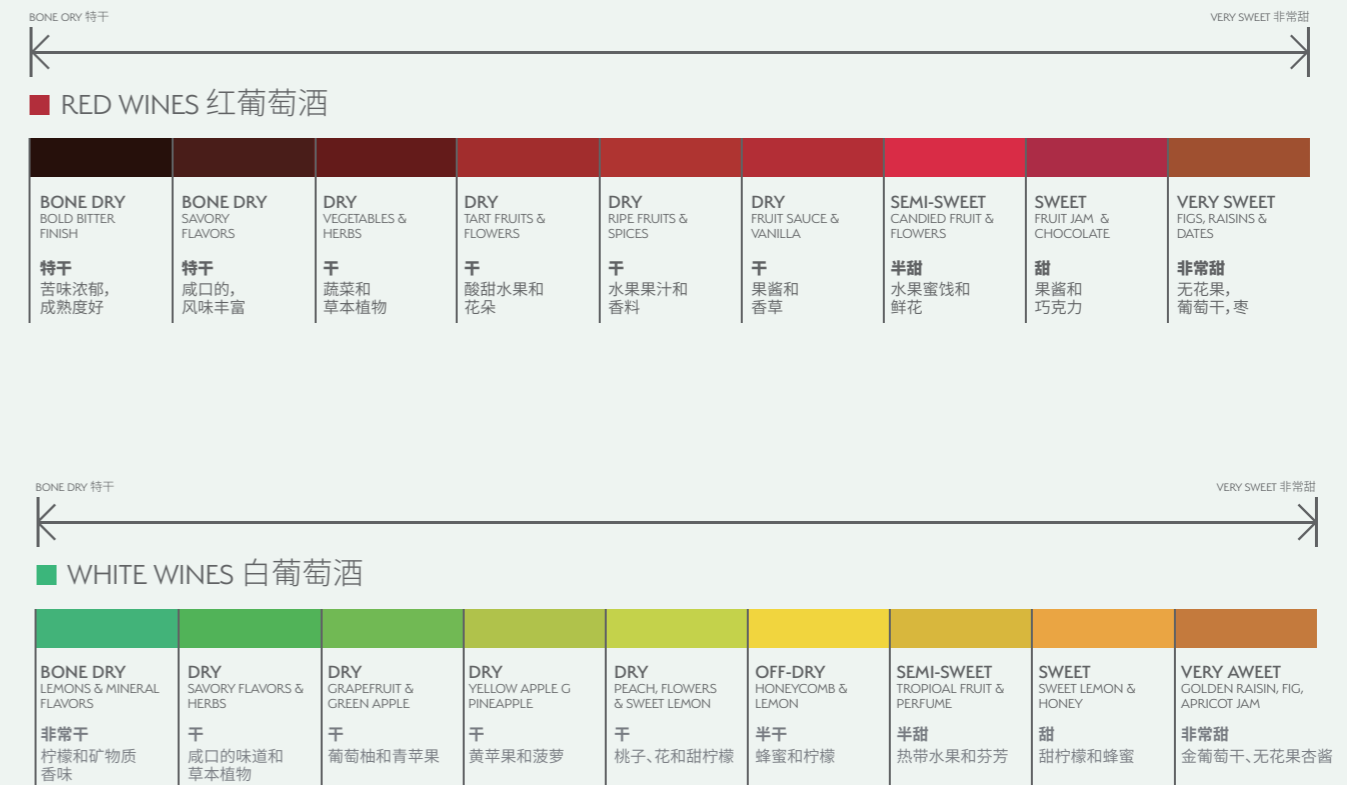 BONE ORY 特干
VERY SWEET 非常甜
RED WINES 红葡萄酒
BONE DRY
BOLD BITTER
FINISH
特干
苦味浓郁,
成熟度好
BONE DRY
SAVORY
FLAVORS
特干
咸口的,
风味丰富
DRY
VEGETABLES &
HERBS
干
蔬菜和
草本植物
DRY
TART FRUITS &
FLOWERS
干
酸甜水果和
花朵
DRY
RIPE FRUITS &
SPICES
干
水果果汁和
香料
DRY
FRUIT SAUCE &
VANILLA
干
果酱和
香草
SEMI-SWEET
CANDIED FRUIT &
FLOWERS
半甜
水果蜜饯和
鲜花
SWEET
FRUIT JAM &
CHOCOLATE
甜
果酱和
巧克力
VERY SWEET
FIGS, RAISINS &
DATES
非常甜
无花果,
葡萄干,枣
BONE DRY 特干
VERY SWEET 非常甜
WHITE WINES 白葡萄酒
BONE DRY
LEMONS & MINERAL
FLAVORS
非常干
柠檬和矿物质
香味
DRY
SAVORY FLAVORS &
HERBS
干
咸口的味道和
草本植物
DRY
GRAPEFRUIT &
GREEN APPLE
干
葡萄柚和青苹果
DRY
YELLOW APPLE G
PINEAPPLE
干
黄苹果和菠萝
DRY
PEACH, FLOWERS
& SWEET LEMON
干
桃子、花和甜柠檬
OFF-DRY
HONEYCOMB &
LEMON
半干
蜂蜜和柠檬
SEMI-SWEET
TROPIOAL FRUIT &
PERFUME
半甜
热带水果和芬芳
SWEET
SWEET LEMON &
HONEY
甜
甜柠檬和蜂蜜
VERY AWEET
GOLDEN RAISIN, FIG,
APRICOT JAM
非常甜
金葡萄干、无花果杏酱